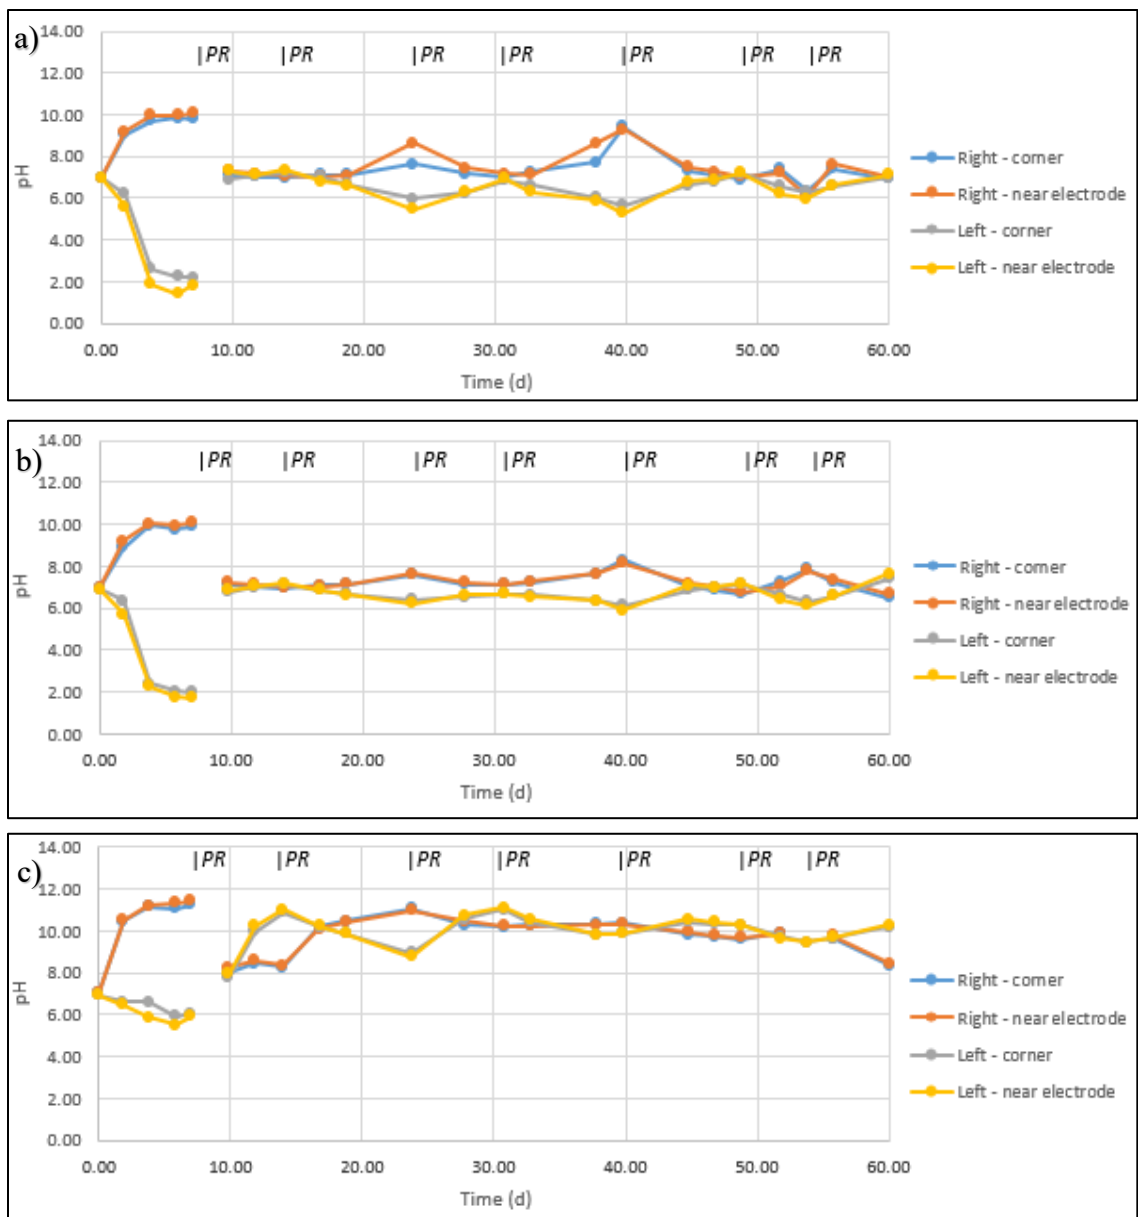 a)
14.00
|PR |PR |PR |PR |PR |PR |PR
12.00
10.00
8.00
6.00
4.00
2.00
0.00
pH
0.00 10.00 20.00 30.00 40.00 50.00 60.00
Time (d)
Right - corner
Right - near electrode
Left - corner
Left - near electrode
b)
14.00
|PR |PR |PR |PR |PR |PR |PR
12.00
10.00
8.00
6.00
4.00
2.00
0.00
pH
0.00 10.00 20.00 30.00 40.00 50.00 60.00
Time (d)
Right - corner
Right - near electrode
Left - corner
Left - near electrode
c)
14.00
|PR |PR |PR |PR |PR |PR |PR
12.00
10.00
8.00
6.00
4.00
2.00
0.00
pH
0.00 10.00 20.00 30.00 40.00 50.00 60.00
Time (d)
Right - corner
Right - near electrode
Left - corner
Left - near electrode